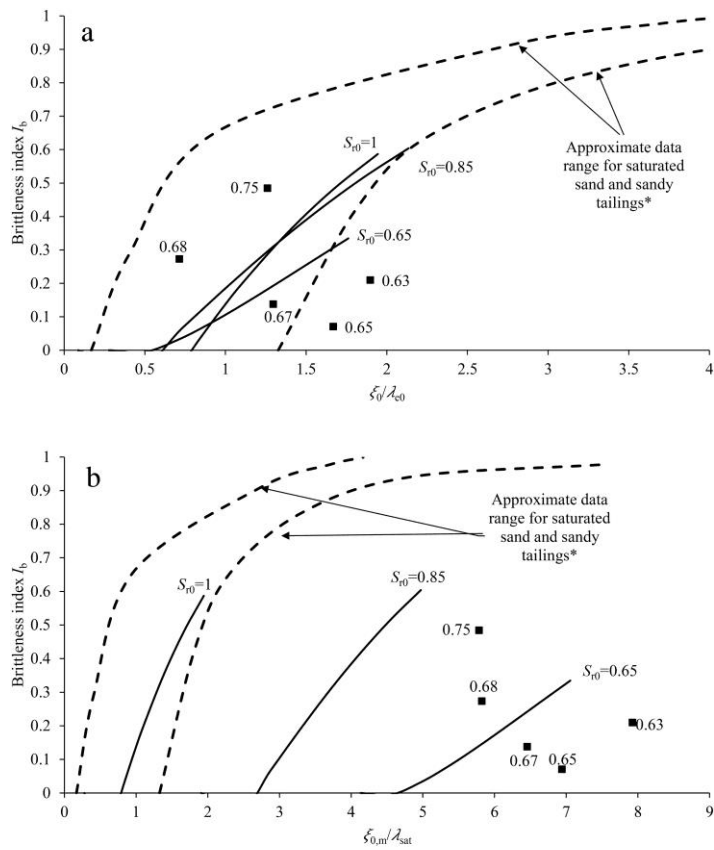 a
Brittleness index Ib
1
0.9
0.8
0.7
0.6
0.5
0.4
0.3
0.2
0.1
0
Approximate data
range for saturated
sand and sandy
tailings*
Sr0=1
Sr0=0.85
0.75
Sr0=0.65
0.68
0.63
0.67
0.65
0 0.5 1 1.5 2 2.5 3 3.5 4
ξ0/λe0
b
Brittleness index Ib
1
0.9
0.8
0.7
0.6
0.5
0.4
0.3
0.2
0.1
0
Approximate data
range for saturated
sand and sandy
tailings*
Sr0=1
Sr0=0.85
0.75
Sr0=0.65
0.68
0.63
0.67
0.65
0 1 2 3 4 5 6 7 8 9
ξ0,m/λsat